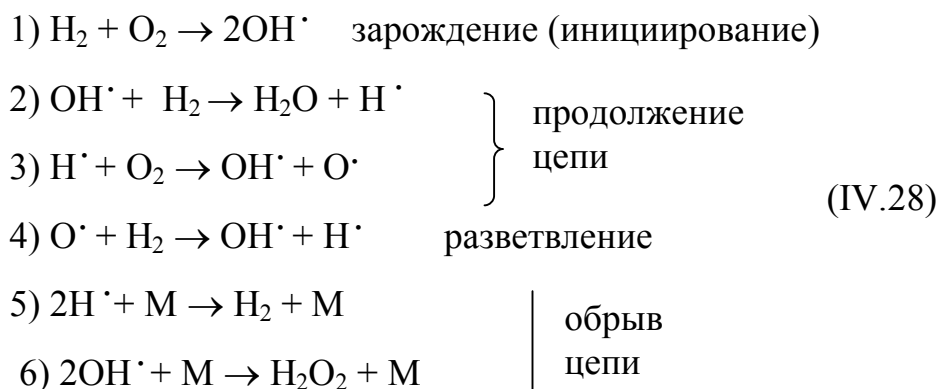 1) H₂ + O₂ → 2OH˙ зарождение (инициирование)
2) OH˙ + H₂ → H₂O + H˙
продолжение
3) H˙ + O₂ → OH˙ + O˙
цепи
(IV.28)
4) O˙ + H₂ → OH˙ + H˙ разветвление
5) 2H˙ + M → H₂ + M
обрыв
6) 2OH˙ + M → H₂O₂ + M
цепи